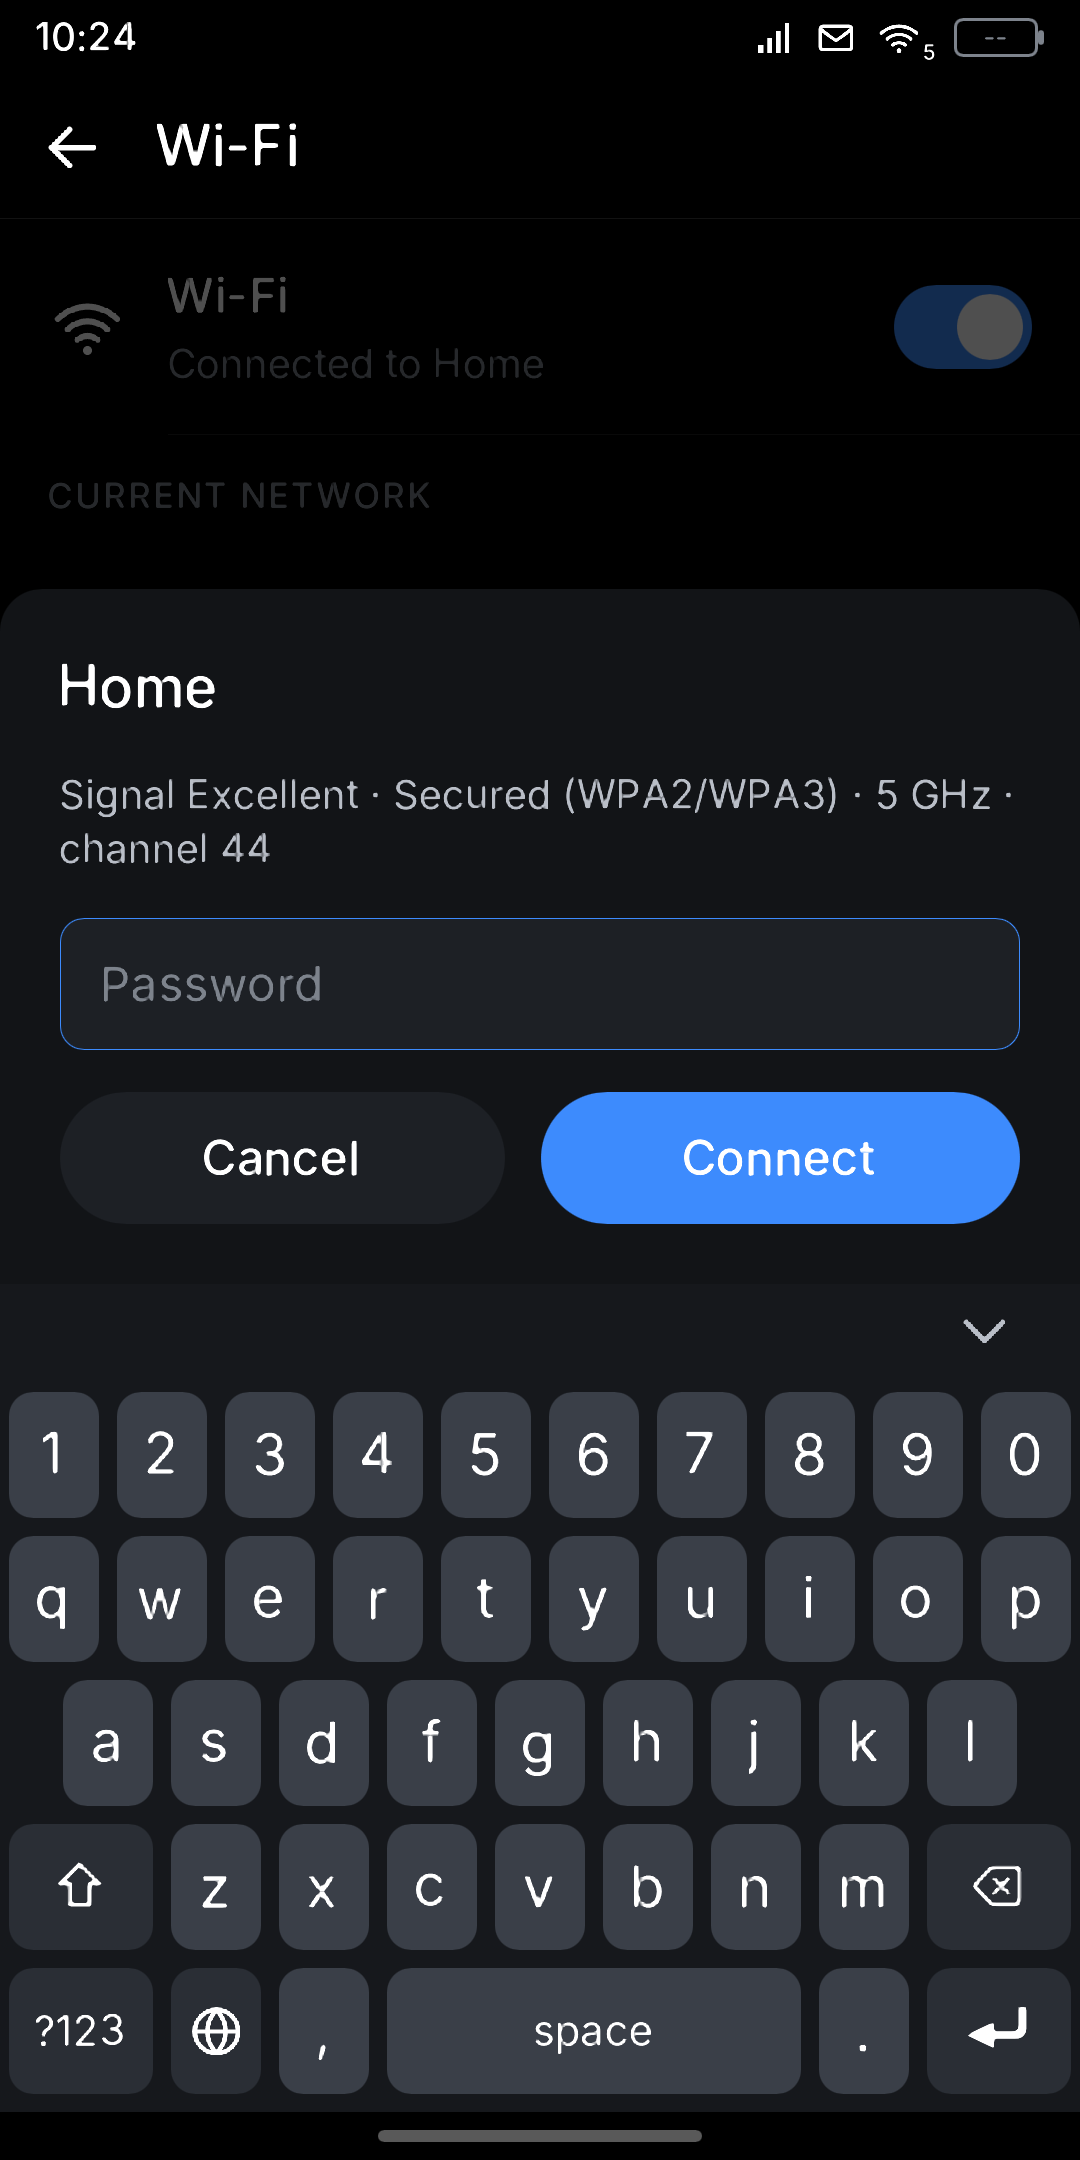 10:24
5
--
Wi-Fi
Wi-Fi
Connected to Home
CURRENT NETWORK
Home
Signal Excellent · Secured (WPA2/WPA3) · 5 GHz ·
channel 44
Password
Cancel
Connect
1 2 3 4 5 6 7 8 9 0
q w e r t y u i o p
a s d f g h j k l
z x c v b n m
?123 , space .